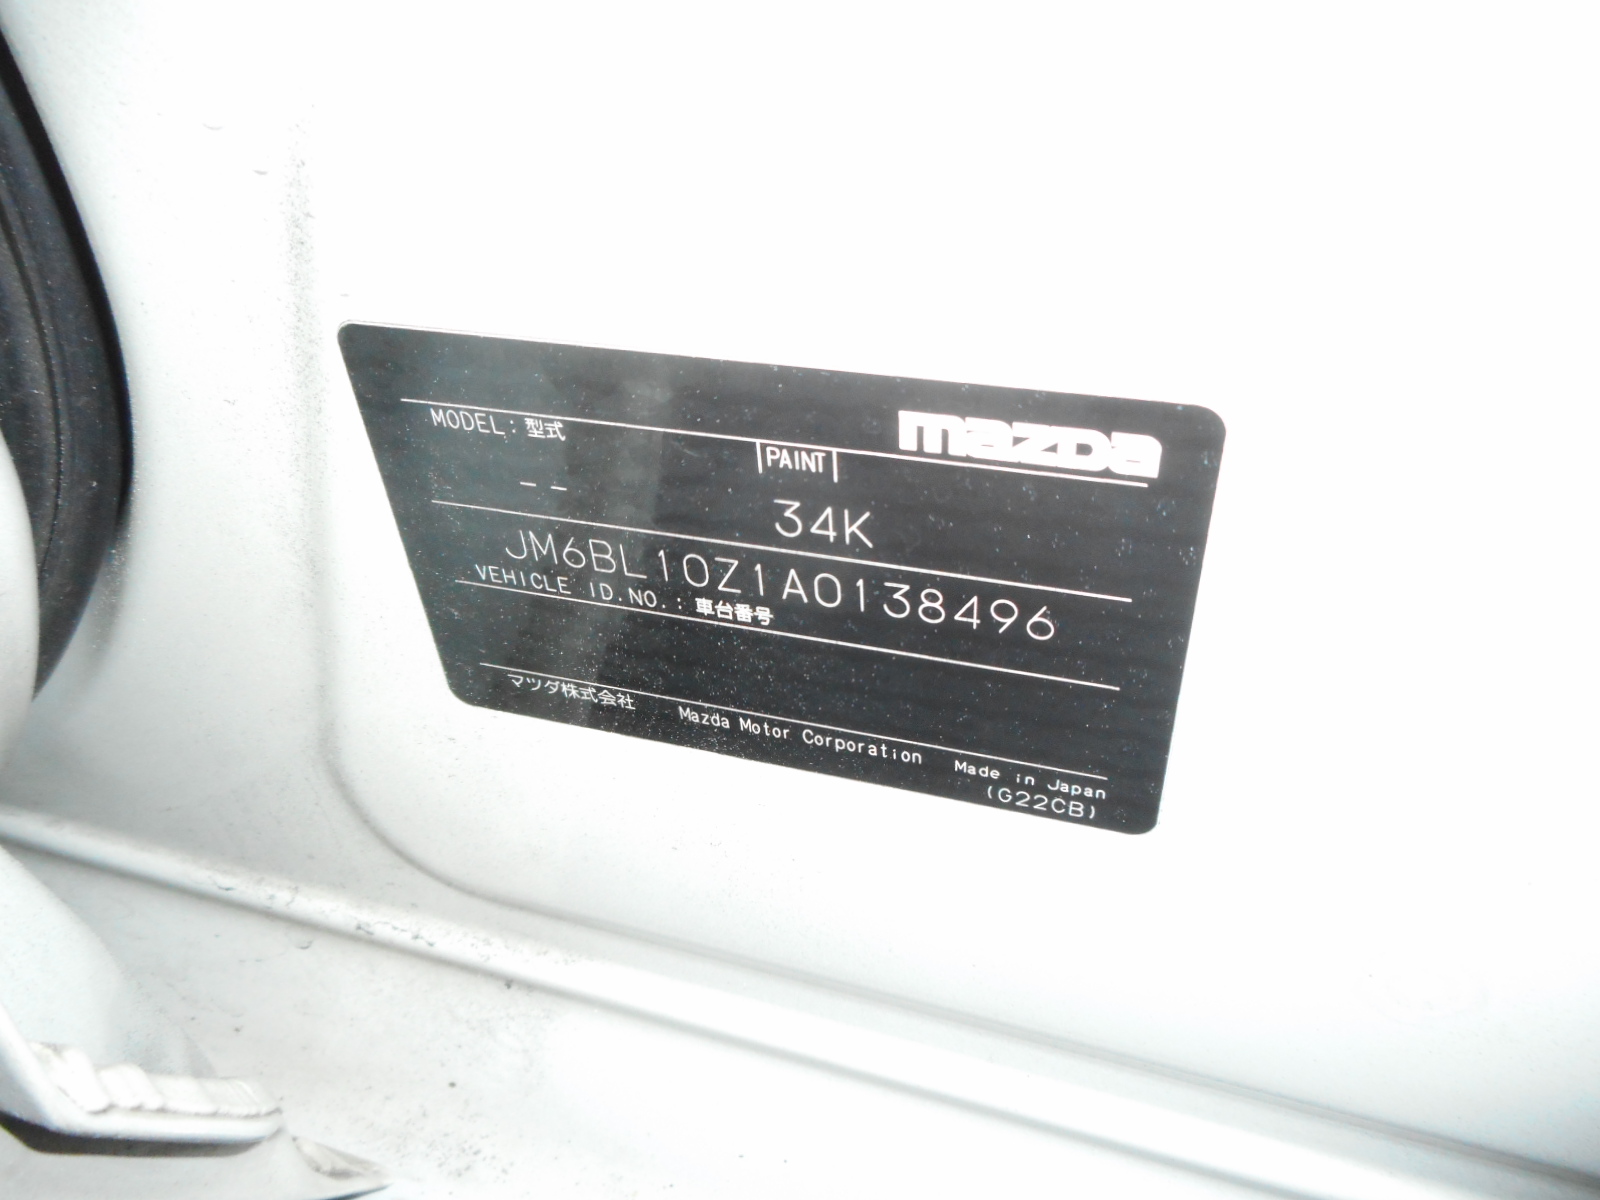 mazda
MODEL:型式
PAINT
--
34K
JM6BL10Z1A0138496
VEHICLE ID.NO.:車台番号
マツダ株式会社 Mazda Motor Corporation Made in Japan
(G22CB)